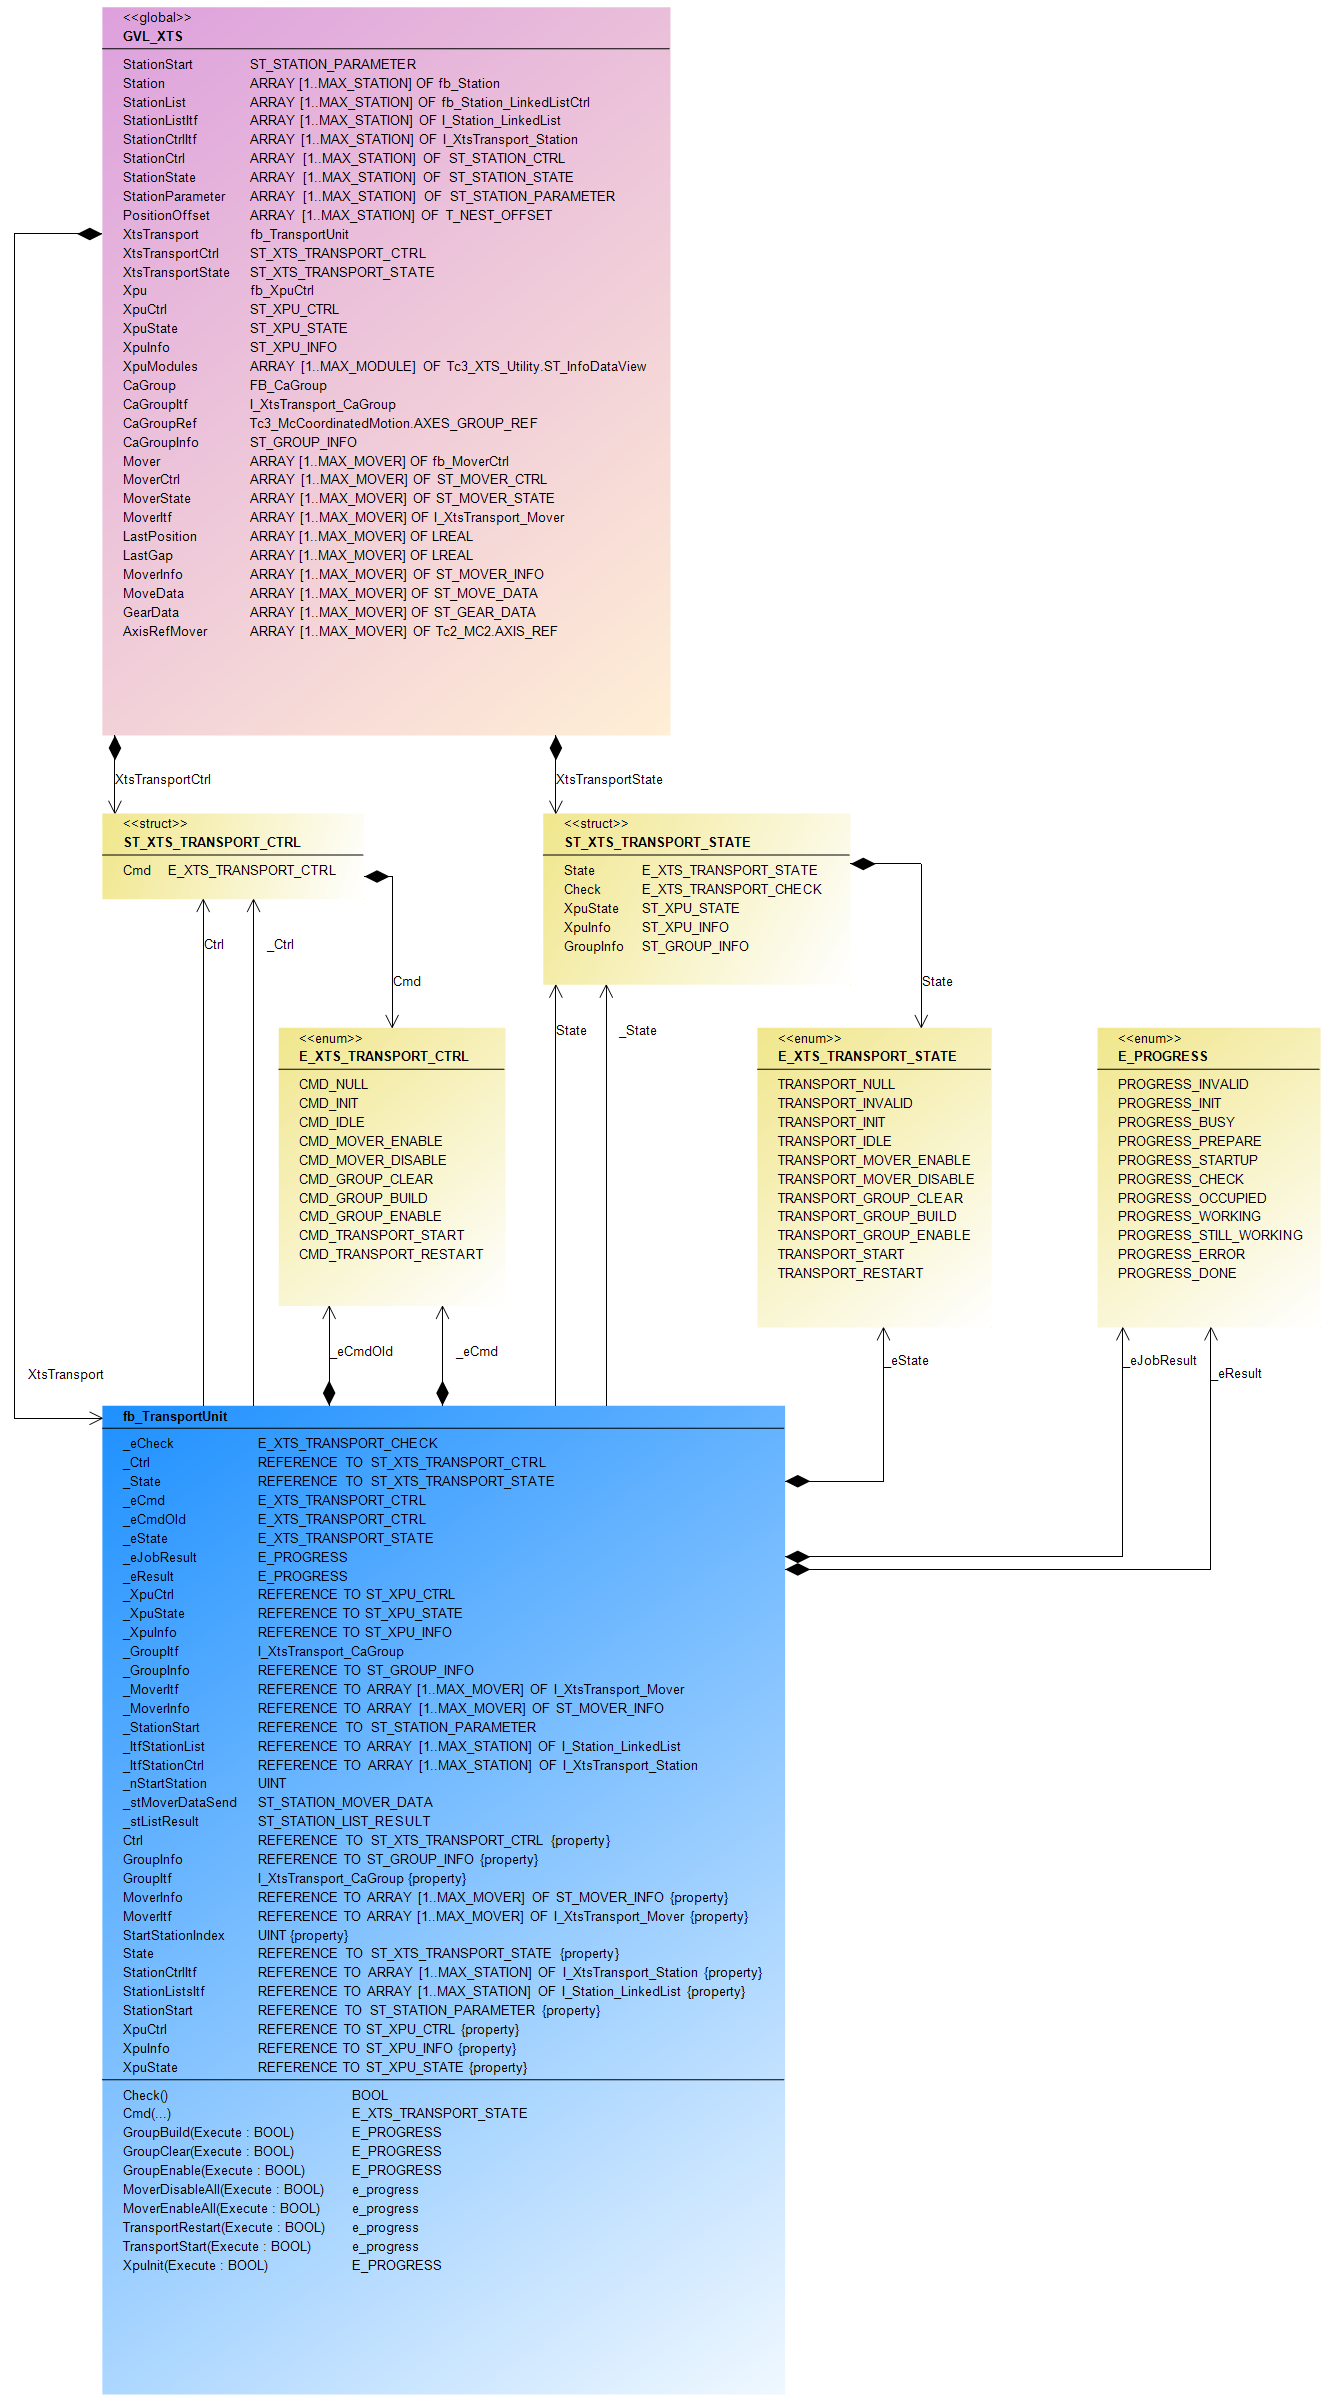 <<global>>
GVL_XTS
StationStart ST_STATION_PARAMETER
Station ARRAY [1..MAX_STATION] OF fb_Station
StationList ARRAY [1..MAX_STATION] OF fb_Station_LinkedListCtrl
StationListItf ARRAY [1..MAX_STATION] OF I_Station_LinkedList
StationCtrlItf ARRAY [1..MAX_STATION] OF I_XtsTransport_Station
StationCtrl ARRAY [1..MAX_STATION] OF ST_STATION_CTRL
StationState ARRAY [1..MAX_STATION] OF ST_STATION_STATE
StationParameter ARRAY [1..MAX_STATION] OF ST_STATION_PARAMETER
PositionOffset ARRAY [1..MAX_STATION] OF T_NEST_OFFSET
XtsTransport fb_TransportUnit
XtsTransportCtrl ST_XTS_TRANSPORT_CTRL
XtsTransportState ST_XTS_TRANSPORT_STATE
Xpu fb_XpuCtrl
XpuCtrl ST_XPU_CTRL
XpuState ST_XPU_STATE
XpuInfo ST_XPU_INFO
XpuModules ARRAY [1..MAX_MODULE] OF Tc3_XTS_Utility.ST_InfoDataView
CaGroup FB_CaGroup
CaGroupItf I_XtsTransport_CaGroup
CaGroupRef Tc3_McCoordinatedMotion.AXES_GROUP_REF
CaGroupInfo ST_GROUP_INFO
Mover ARRAY [1..MAX_MOVER] OF fb_MoverCtrl
MoverCtrl ARRAY [1..MAX_MOVER] OF ST_MOVER_CTRL
MoverState ARRAY [1..MAX_MOVER] OF ST_MOVER_STATE
MoverItf ARRAY [1..MAX_MOVER] OF I_XtsTransport_Mover
LastPosition ARRAY [1..MAX_MOVER] OF LREAL
LastGap ARRAY [1..MAX_MOVER] OF LREAL
MoverInfo ARRAY [1..MAX_MOVER] OF ST_MOVER_INFO
MoveData ARRAY [1..MAX_MOVER] OF ST_MOVE_DATA
GearData ARRAY [1..MAX_MOVER] OF ST_GEAR_DATA
AxisRefMover ARRAY [1..MAX_MOVER] OF Tc2_MC2.AXIS_REF
XtsTransportCtrl
XtsTransportState
<<struct>>
ST_XTS_TRANSPORT_CTRL
Cmd E_XTS_TRANSPORT_CTRL
<<struct>>
ST_XTS_TRANSPORT_STATE
State E_XTS_TRANSPORT_STATE
Check E_XTS_TRANSPORT_CHECK
XpuState ST_XPU_STATE
XpuInfo ST_XPU_INFO
GroupInfo ST_GROUP_INFO
Ctrl
_Ctrl
Cmd
State
State
_State
<<enum>>
E_XTS_TRANSPORT_CTRL
CMD_NULL
CMD_INIT
CMD_IDLE
CMD_MOVER_ENABLE
CMD_MOVER_DISABLE
CMD_GROUP_CLEAR
CMD_GROUP_BUILD
CMD_GROUP_ENABLE
CMD_TRANSPORT_START
CMD_TRANSPORT_RESTART
<<enum>>
E_XTS_TRANSPORT_STATE
TRANSPORT_NULL
TRANSPORT_INVALID
TRANSPORT_INIT
TRANSPORT_IDLE
TRANSPORT_MOVER_ENABLE
TRANSPORT_MOVER_DISABLE
TRANSPORT_GROUP_CLEAR
TRANSPORT_GROUP_BUILD
TRANSPORT_GROUP_ENABLE
TRANSPORT_START
TRANSPORT_RESTART
<<enum>>
E_PROGRESS
PROGRESS_INVALID
PROGRESS_INIT
PROGRESS_BUSY
PROGRESS_PREPARE
PROGRESS_STARTUP
PROGRESS_CHECK
PROGRESS_OCCUPIED
PROGRESS_WORKING
PROGRESS_STILL_WORKING
PROGRESS_ERROR
PROGRESS_DONE
_eCmdOld
_eCmd
_eState
_eJobResult
_eResult
XtsTransport
fb_TransportUnit
_eCheck E_XTS_TRANSPORT_CHECK
_Ctrl REFERENCE TO ST_XTS_TRANSPORT_CTRL
_State REFERENCE TO ST_XTS_TRANSPORT_STATE
_eCmd E_XTS_TRANSPORT_CTRL
_eCmdOld E_XTS_TRANSPORT_CTRL
_eState E_XTS_TRANSPORT_STATE
_eJobResult E_PROGRESS
_eResult E_PROGRESS
_XpuCtrl REFERENCE TO ST_XPU_CTRL
_XpuState REFERENCE TO ST_XPU_STATE
_XpuInfo REFERENCE TO ST_XPU_INFO
_GroupItf I_XtsTransport_CaGroup
_GroupInfo REFERENCE TO ST_GROUP_INFO
_MoverItf REFERENCE TO ARRAY [1..MAX_MOVER] OF I_XtsTransport_Mover
_MoverInfo REFERENCE TO ARRAY [1..MAX_MOVER] OF ST_MOVER_INFO
_StationStart REFERENCE TO ST_STATION_PARAMETER
_ItfStationList REFERENCE TO ARRAY [1..MAX_STATION] OF I_Station_LinkedList
_ItfStationCtrl REFERENCE TO ARRAY [1..MAX_STATION] OF I_XtsTransport_Station
_nStartStation UINT
_stMoverDataSend ST_STATION_MOVER_DATA
_stListResult ST_STATION_LIST_RESULT
Ctrl REFERENCE TO ST_XTS_TRANSPORT_CTRL {property}
GroupInfo REFERENCE TO ST_GROUP_INFO {property}
GroupItf I_XtsTransport_CaGroup {property}
MoverInfo REFERENCE TO ARRAY [1..MAX_MOVER] OF ST_MOVER_INFO {property}
MoverItf REFERENCE TO ARRAY [1..MAX_MOVER] OF I_XtsTransport_Mover {property}
StartStationIndex UINT {property}
State REFERENCE TO ST_XTS_TRANSPORT_STATE {property}
StationCtrlItf REFERENCE TO ARRAY [1..MAX_STATION] OF I_XtsTransport_Station {property}
StationListsItf REFERENCE TO ARRAY [1..MAX_STATION] OF I_Station_LinkedList {property}
StationStart REFERENCE TO ST_STATION_PARAMETER {property}
XpuCtrl REFERENCE TO ST_XPU_CTRL {property}
XpuInfo REFERENCE TO ST_XPU_INFO {property}
XpuState REFERENCE TO ST_XPU_STATE {property}
Check() BOOL
Cmd(...) E_XTS_TRANSPORT_STATE
GroupBuild(Execute : BOOL) E_PROGRESS
GroupClear(Execute : BOOL) E_PROGRESS
GroupEnable(Execute : BOOL) E_PROGRESS
MoverDisableAll(Execute : BOOL) e_progress
MoverEnableAll(Execute : BOOL) e_progress
TransportRestart(Execute : BOOL) e_progress
TransportStart(Execute : BOOL) e_progress
XpuInit(Execute : BOOL) E_PROGRESS